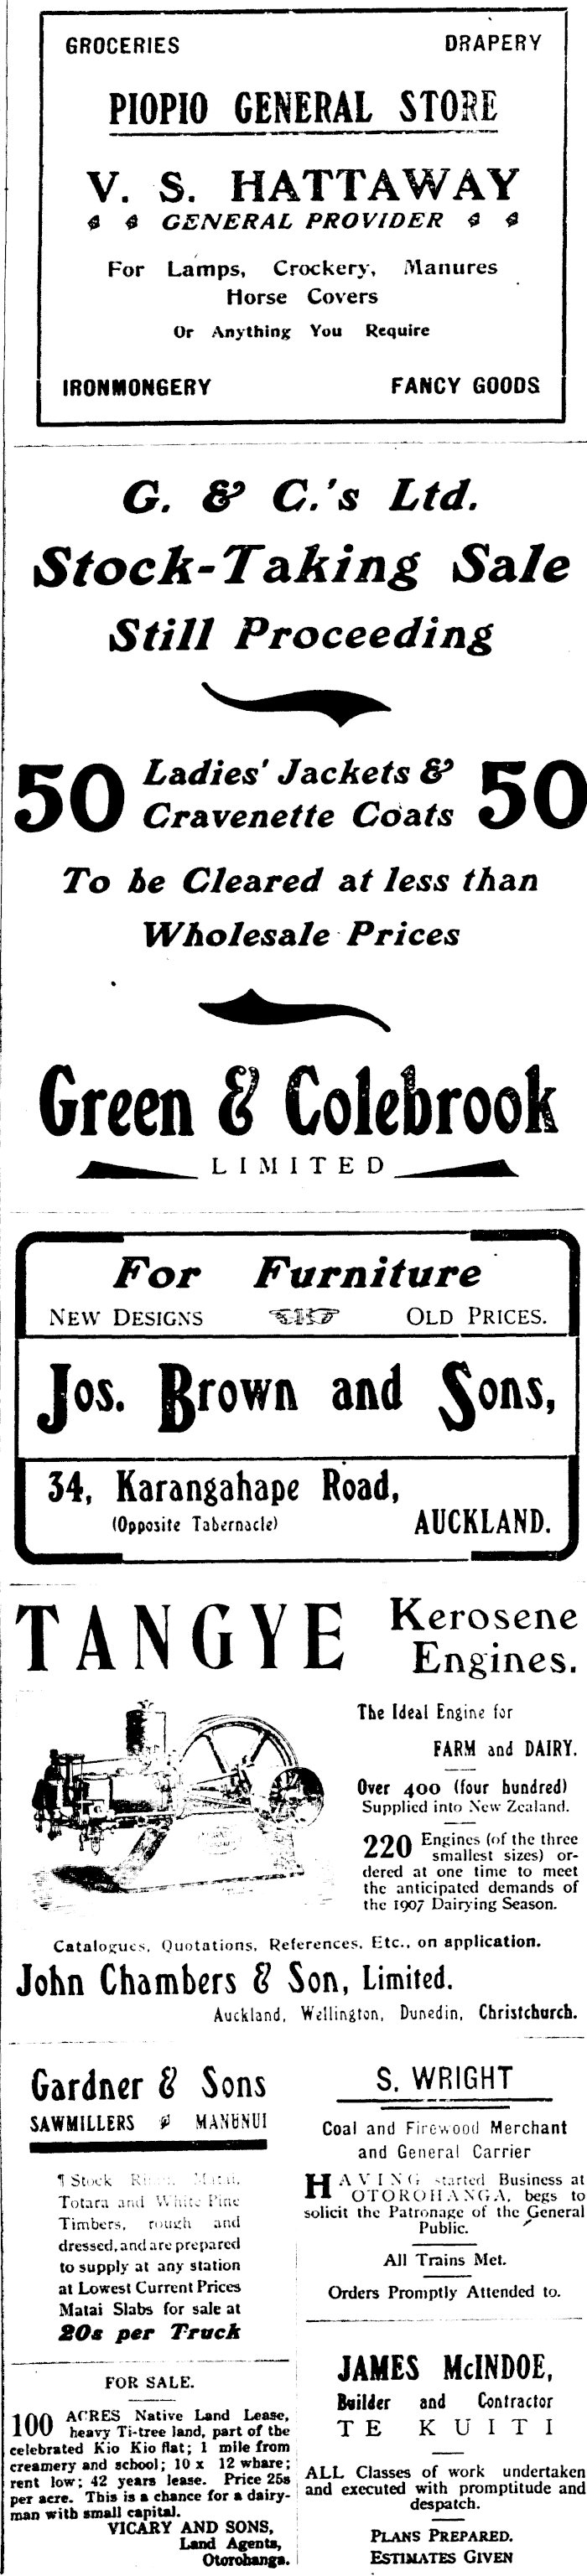 GROCERIES DRAPERY
PIOPIO GENERAL STORE
V. S. HATTAWAY
GENERAL PROVIDER
For Lamps, Crockery, Manures
Horse Covers
Or Anything You Require
IRONMONGERY FANCY GOODS
G. & C.'s Ltd.
Stock-Taking Sale
Still Proceeding
50 Ladies' Jackets & 50
Cravenette Coats
To be Cleared at less than
Wholesale Prices
Green & Colebrook
LIMITED
For Furniture
NEW DESIGNS OLD PRICES.
Jos. Brown and Sons,
34, Karangahape Road,
(Opposite Tabernacle) AUCKLAND.
TANGYE Kerosene
Engines.
The Ideal Engine for
FARM and DAIRY.
Over 400 (four hundred)
Supplied into New Zealand.
220 Engines (of the three
smallest sizes) or-
dered at one time to meet
the anticipated demands of
the 1907 Dairying Season.
Catalogues, Quotations, References, Etc., on application.
John Chambers & Son, Limited.
Auckland, Wellington, Dunedin, Christchurch.
Gardner & Sons
SAWMILLERS MANUNUI
¶ Stock Matai,
Totara and White Pine
Timbers, rough and
dressed, and are prepared
to supply at any station
at Lowest Current Prices
Matai Slabs for sale at
20s per Truck
FOR SALE.
100 ACRES Native Land Lease,
heavy Ti-tree land, part of the
celebrated Kio Kio flat; 1 mile from
creamery and school; 10 x 12 whare;
rent low; 42 years lease. Price 25s
per acre. This is a chance for a dairy-
man with small capital.
VICARY AND SONS,
Land Agents,
Otorohanga.
S. WRIGHT
Coal and Firewood Merchant
and General Carrier
HAVING started Business at
OTOROHANGA, begs to
solicit the Patronage of the General
Public.
All Trains Met.
Orders Promptly Attended to.
JAMES McINDOE,
Builder and Contractor
TE KUITI
ALL Classes of work undertaken
and executed with promptitude and
despatch.
PLANS PREPARED.
ESTIMATES GIVEN